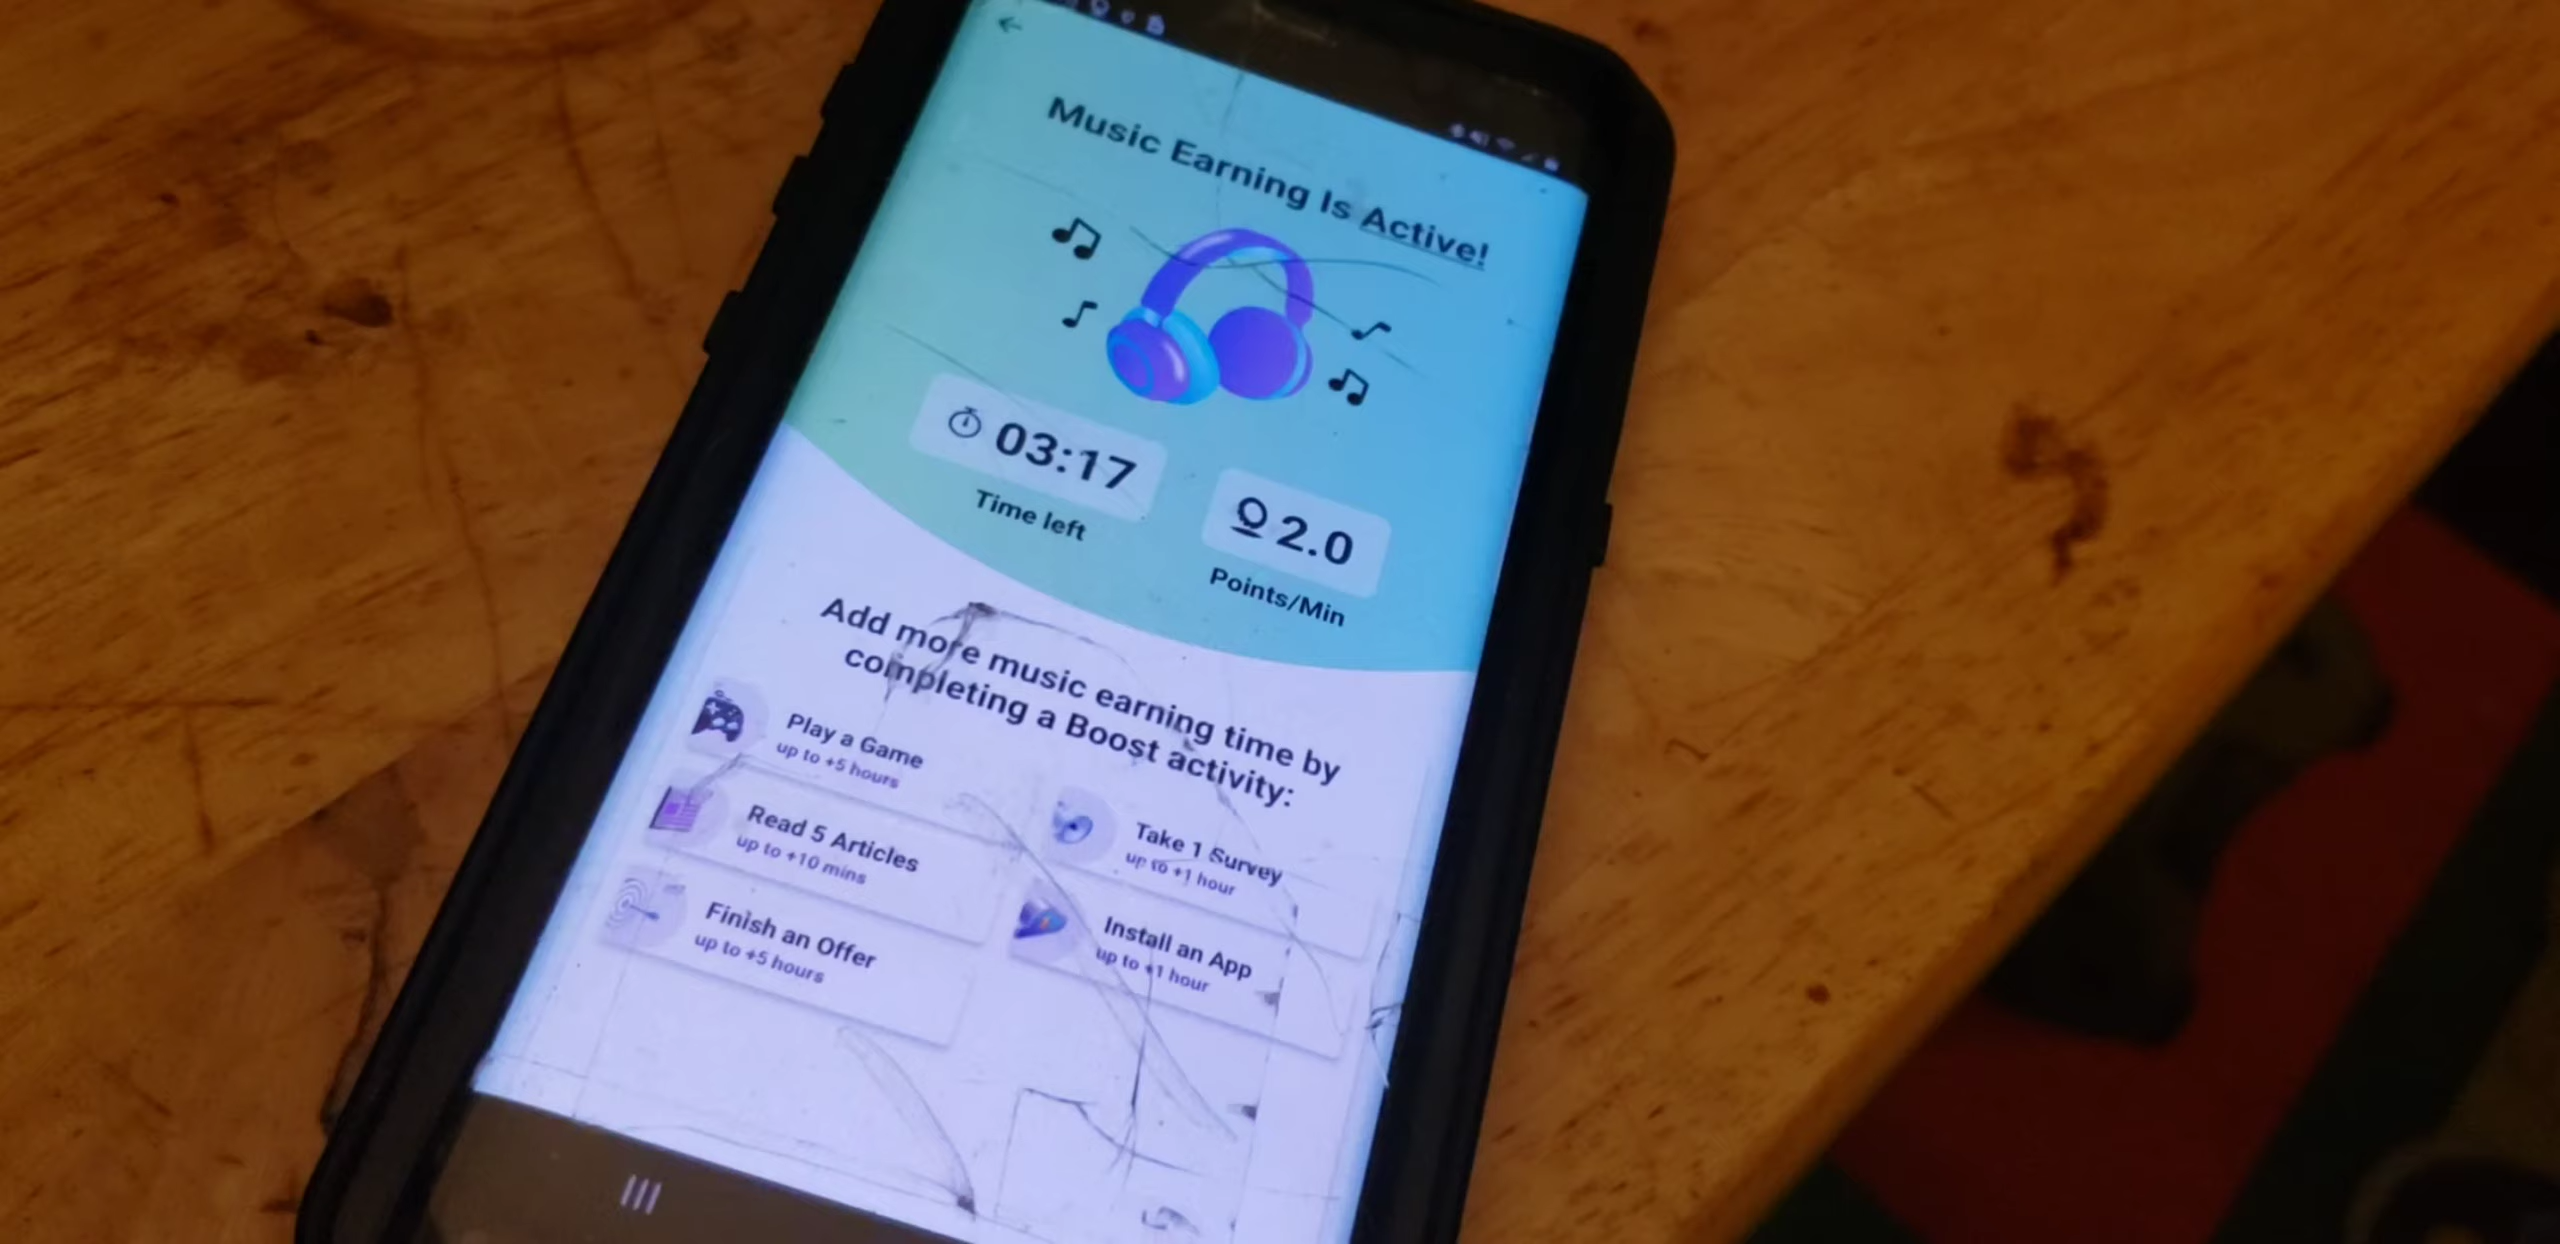 Music Earning Is Active!
03:17
Time left
2.0
Points/Min
Add more music earning time by
completing a Boost activity:
Play a Game
up to +5 hours
Take 1 Survey
up to +1 hour
Read 5 Articles
up to +10 mins
Install an App
up to +1 hour
Finish an Offer
up to +5 hours